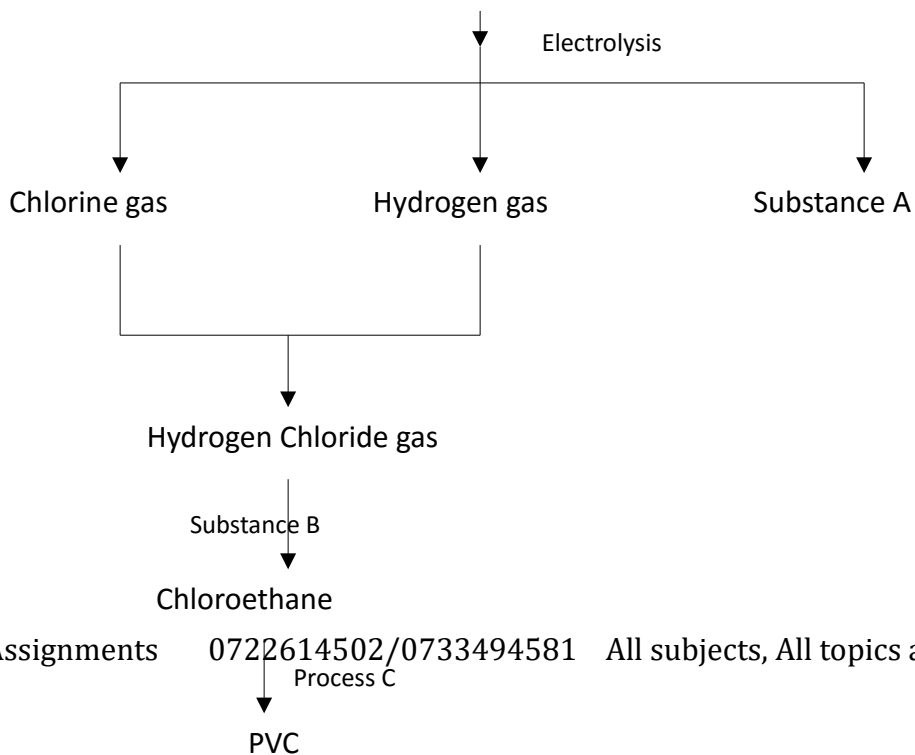 Electrolysis
Chlorine gas Hydrogen gas Substance A
Hydrogen Chloride gas
Substance B
Chloroethane
Assignments 0722614502/0733494581 All subjects, All topics a
Process C
PVC